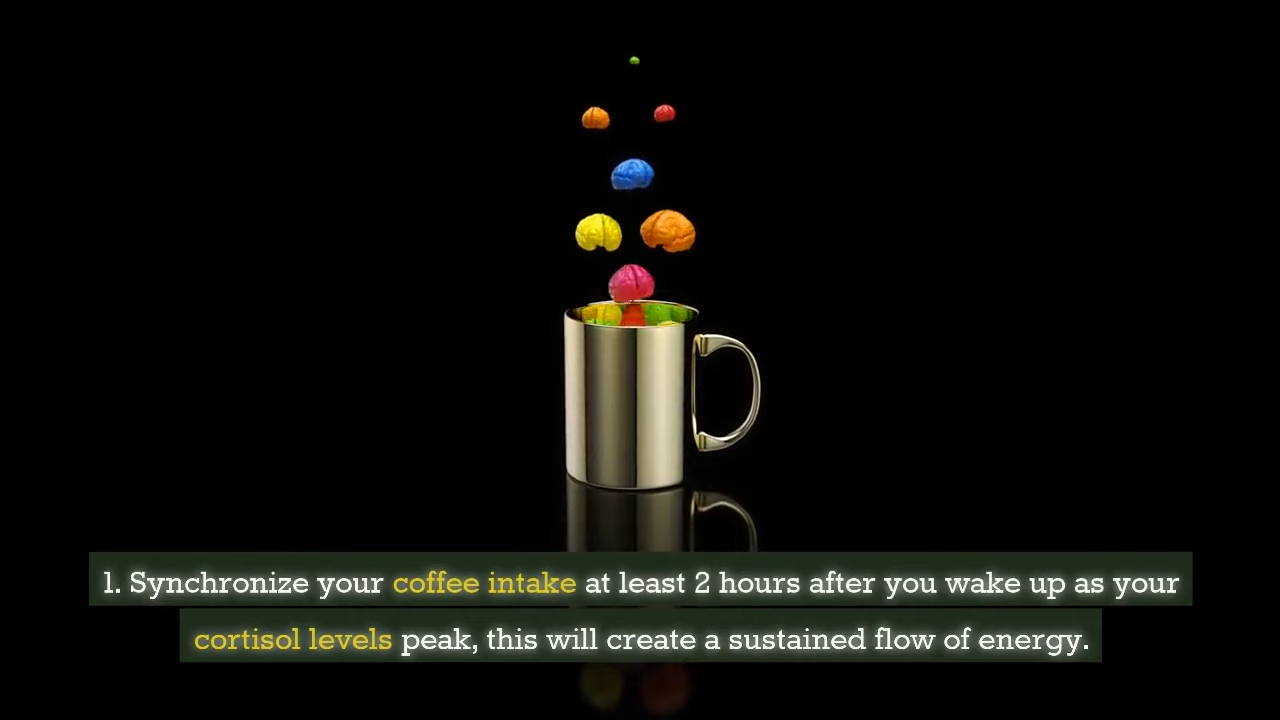 1. Synchronize your coffee intake at least 2 hours after you wake up as your
cortisol levels peak, this will create a sustained flow of energy.